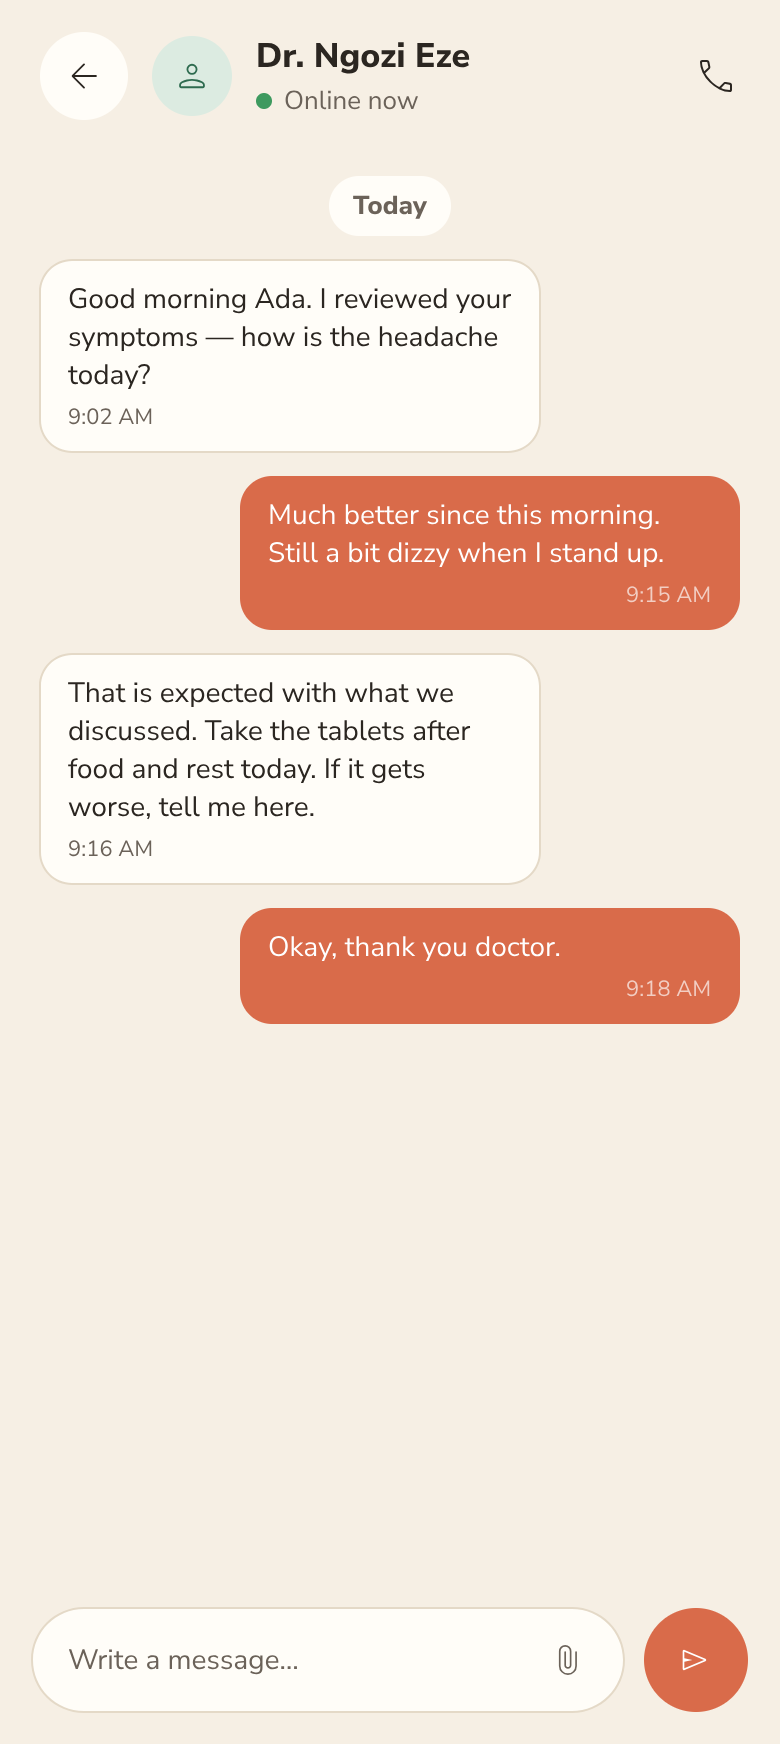 Dr. Ngozi Eze
Online now
Today
Good morning Ada. I reviewed your
symptoms — how is the headache
today?
9:02 AM
Much better since this morning.
Still a bit dizzy when I stand up.
9:15 AM
That is expected with what we
discussed. Take the tablets after
food and rest today. If it gets
worse, tell me here.
9:16 AM
Okay, thank you doctor.
9:18 AM
Write a message...